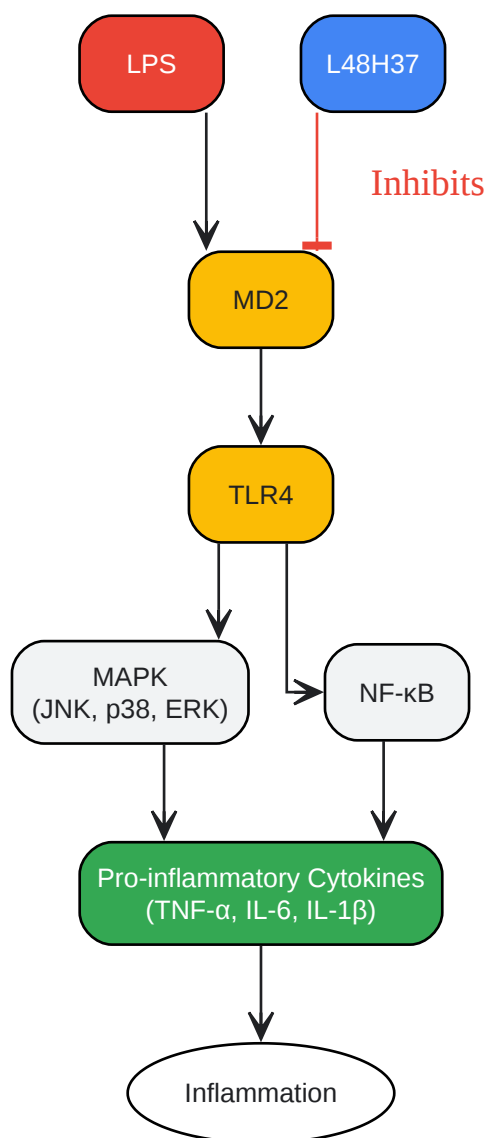 LPS
L48H37
Inhibits
MD2
TLR4
MAPK
(JNK, p38, ERK)
NF-κB
Pro-inflammatory Cytokines
(TNF-α, IL-6, IL-1β)
Inflammation